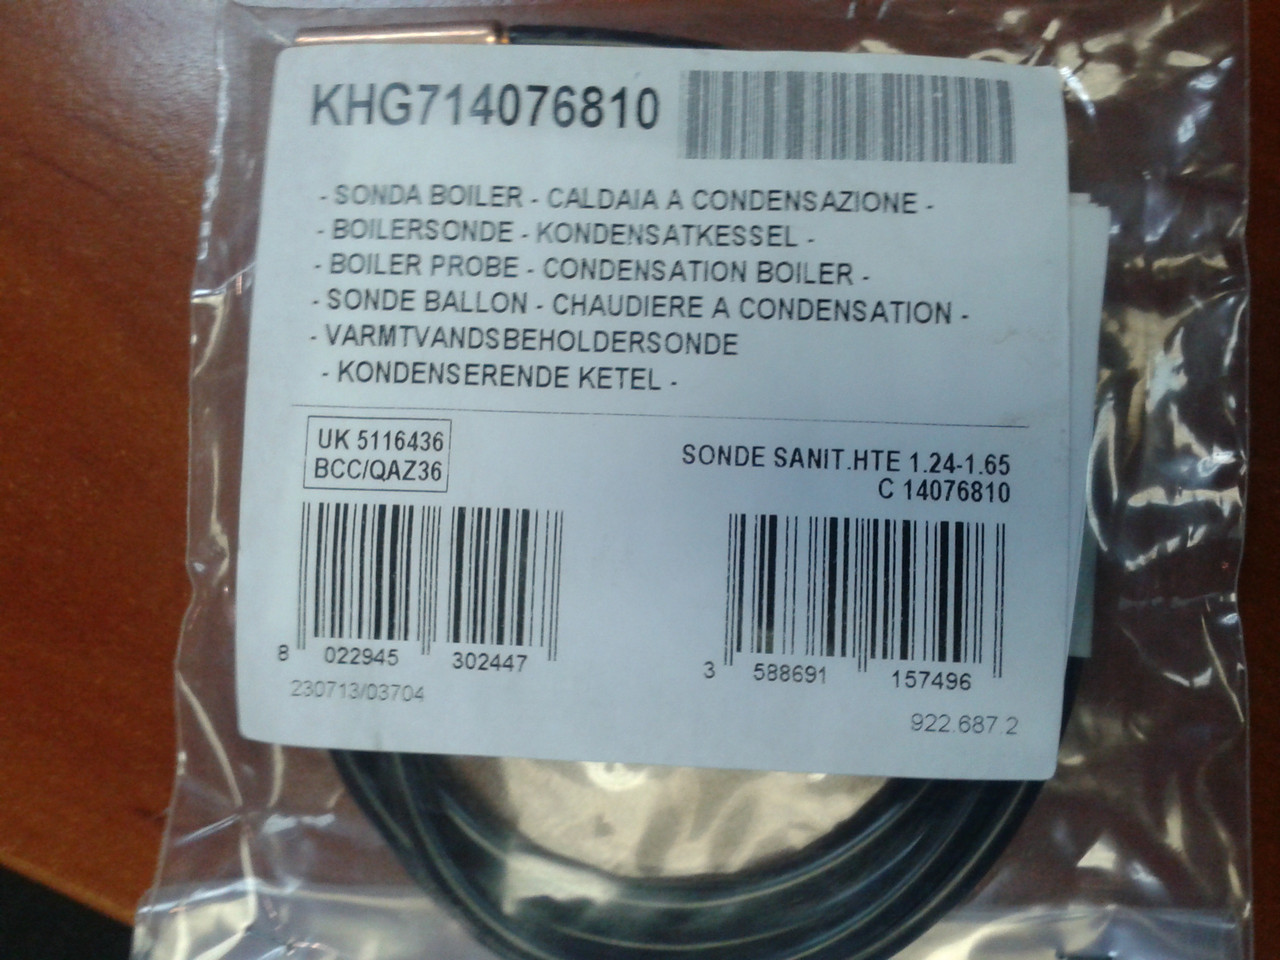 KHG714076810
- SONDA BOILER - CALDAIA A CONDENSAZIONE -
- BOILERSONDE - KONDENSATKESSEL -
- BOILER PROBE - CONDENSATION BOILER -
- SONDE BALLON - CHAUDIERE A CONDENSATION -
- VARMTVANDSBEHOLDERSONDE
- KONDENSERENDE KETEL -
UK 5116436
BCC/QAZ36
SONDE SANIT.HTE 1.24-1.65
C 14076810
8 022945 302447
3 588691 157496
230713/03704
922.687.2